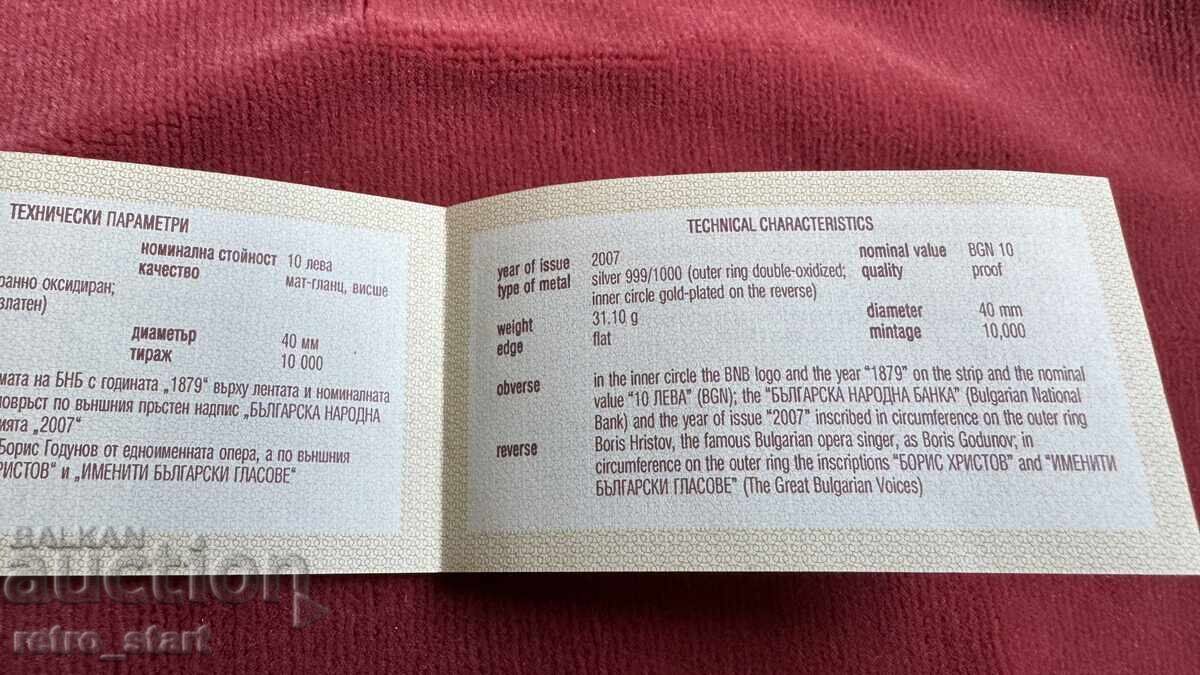 ТЕХНИЧЕСКИ ПАРАМЕТРИ
номинална стойност 10 лева
качество мат-гланц, висше
ранно оксидиран;
златен)
диаметър 40 мм
тираж 10 000
мата на БНБ с годината „1879“ върху лентата и номиналната
повръст по външния пръстен надпис „БЪЛГАРСКА НАРОДНА
ията „2007“
Борис Годунов от едноименната опера, а по външния
РИСТОВ“ и „ИМЕНИТИ БЪЛГАРСКИ ГЛАСОВЕ“
TECHNICAL CHARACTERISTICS
year of issue 2007 nominal value BGN 10
type of metal silver 999/1000 (outer ring double-oxidized; quality proof
inner circle gold-plated on the reverse)
weight 31.10 g diameter 40 mm
edge flat mintage 10,000
obverse in the inner circle the BNB logo and the year “1879” on the strip and the nominal
value “10 ЛЕВА” (BGN); the “БЪЛГАРСКА НАРОДНА БАНКА” (Bulgarian National
Bank) and the year of issue “2007” inscribed in circumference on the outer ring
reverse Boris Hristov, the famous Bulgarian opera singer, as Boris Godunov; in
circumference on the outer ring the inscriptions “БОРИС ХРИСТОВ” and “ИМЕНИТИ
БЪЛГАРСКИ ГЛАСОВЕ” (The Great Bulgarian Voices)
BALKAN
auction
retro_start